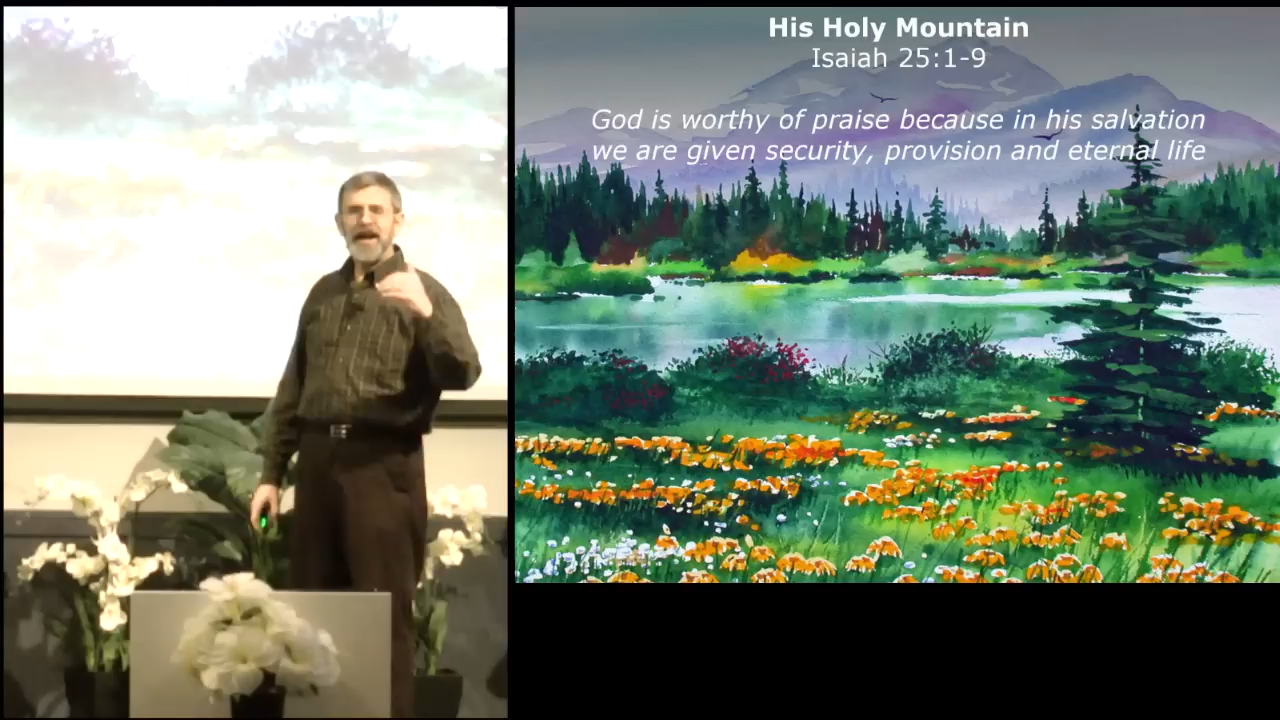 His Holy Mountain
Isaiah 25:1-9
God is worthy of praise because in his salvation
we are given security, provision and eternal life